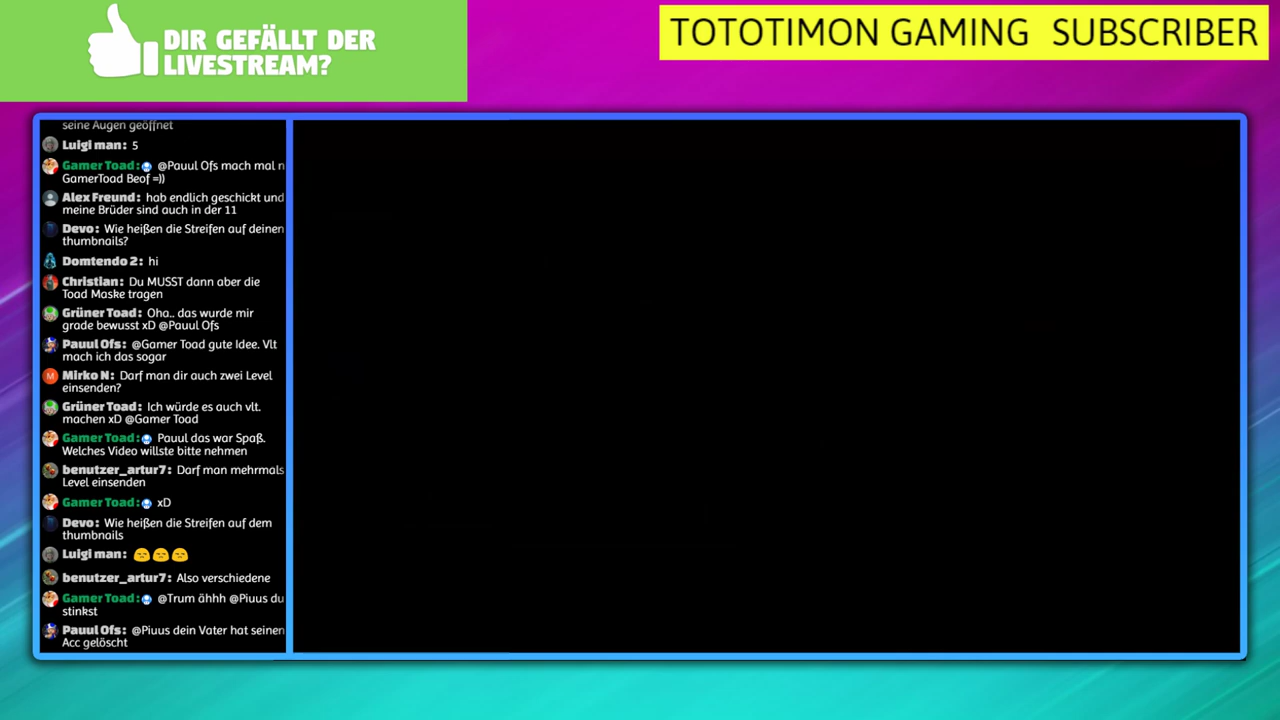 DIR GEFÄLLT DER
LIVESTREAM?
TOTOTIMON GAMING SUBSCRIBER
seine Augen geöffnet
Luigi man: 5
Gamer Toad: @Pauul Ofs mach mal n
GamerToad Beof =))
Alex Freund: hab endlich geschickt und
meine Brüder sind auch in der 11
Devo: Wie heißen die Streifen auf deinen
thumbnails?
Domtendo 2: hi
Christian: Du MUSST dann aber die
Toad Maske tragen
Grüner Toad: Oha.. das wurde mir
grade bewusst xD @Pauul Ofs
Pauul Ofs: @Gamer Toad gute Idee. Vlt
mach ich das sogar
M Mirko N: Darf man dir auch zwei Level
einsenden?
Grüner Toad: Ich würde es auch vlt.
machen xD @Gamer Toad
Gamer Toad: Pauul das war Spaß.
Welches Video willste bitte nehmen
benutzer_artur7: Darf man mehrmals
Level einsenden
Gamer Toad: xD
Devo: Wie heißen die Streifen auf dem
thumbnails
Luigi man: 😒😒😒
benutzer_artur7: Also verschiedene
Gamer Toad: @Trum ähhh @Piuus du
stinkst
Pauul Ofs: @Piuus dein Vater hat seinen
Acc gelöscht